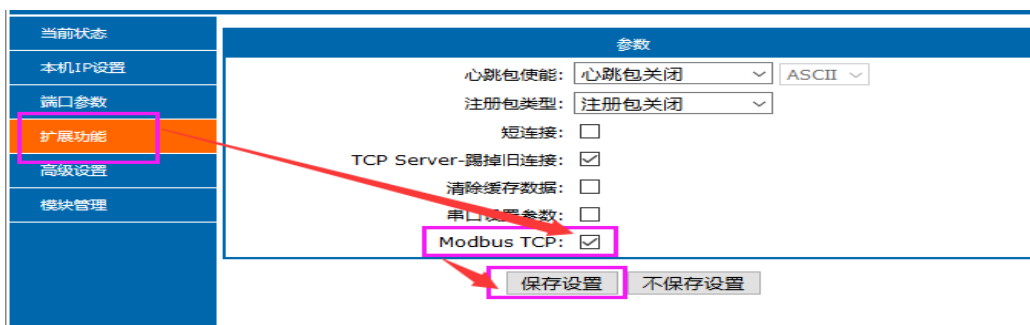 当前状态
本机IP设置
端口参数
扩展功能
高级设置
模块管理
参数
心跳包使能: 心跳包关闭 ASCII
注册包类型: 注册包关闭
短连接:
TCP Server-踢掉旧连接:
清除缓存数据:
串口设置参数:
Modbus TCP:
保存设置 不保存设置